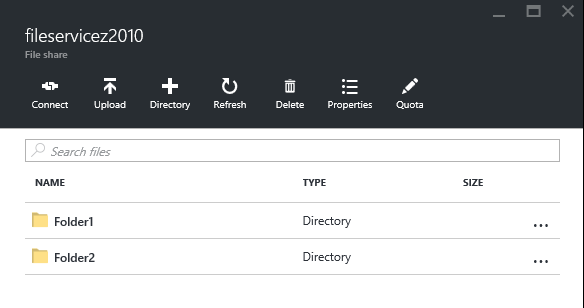 fileservicez2010
File share
Connect Upload Directory Refresh Delete Properties Quota
Search files
NAME TYPE SIZE
Folder1 Directory ...
Folder2 Directory ...